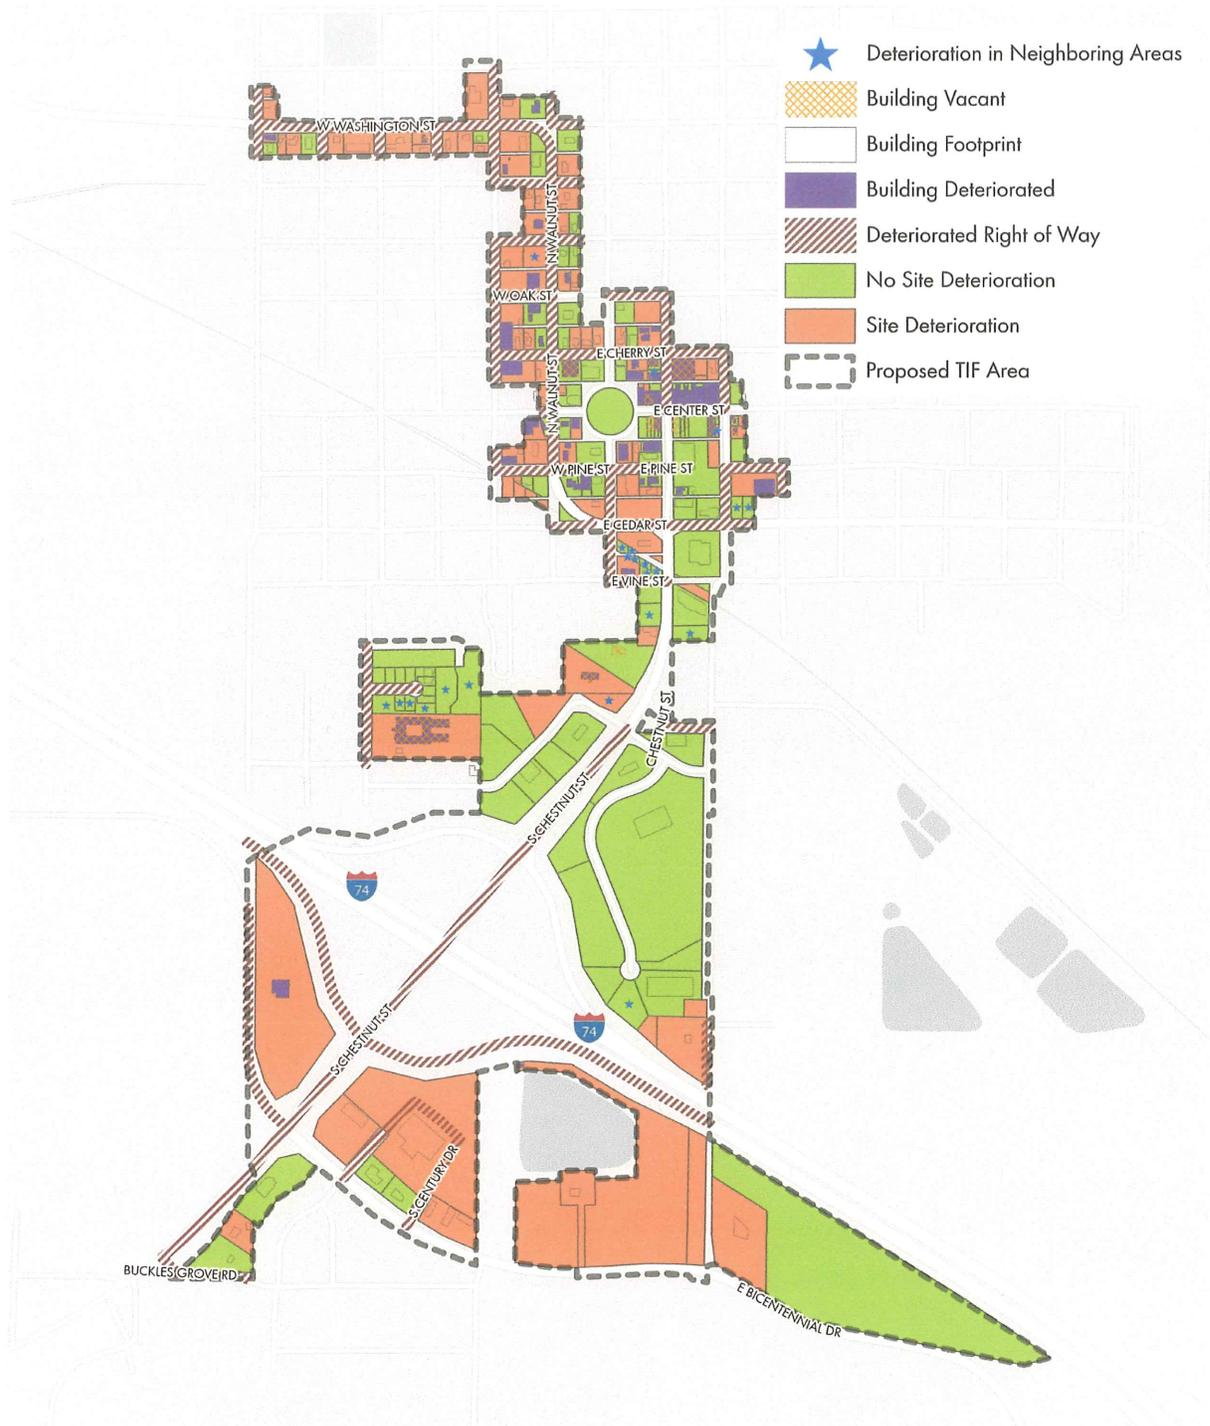 Deterioration in Neighboring Areas
Building Vacant
Building Footprint
Building Deteriorated
Deteriorated Right of Way
No Site Deterioration
Site Deterioration
Proposed TIF Area
W WASHINGTON ST
N WALNUT ST
W OAK ST
E CHERRY ST
N WALNUT ST
E CENTER ST
W PINE ST
E PINE ST
E CEDAR ST
E VINE ST
CHESTNUT ST
S CHESTNUT ST
74
74
S CHESTNUT ST
S CENTURY DR
BUCKLES GROVE RD
E BICENTENNIAL DR